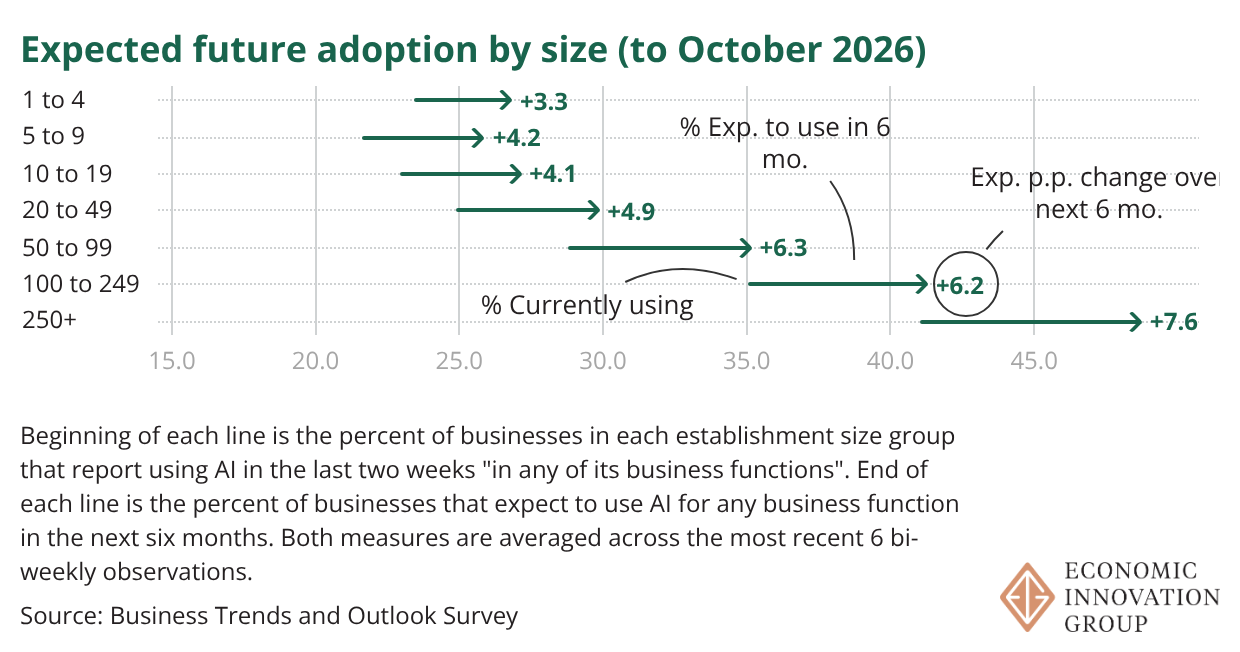 Expected future adoption by size (to October 2026)
1 to 4
+3.3
5 to 9
+4.2
% Exp. to use in 6
mo.
10 to 19
+4.1
Exp. p.p. change over
next 6 mo.
20 to 49
+4.9
50 to 99
+6.3
100 to 249
+6.2
% Currently using
250+
+7.6
15.0 20.0 25.0 30.0 35.0 40.0 45.0
Beginning of each line is the percent of businesses in each establishment size group
that report using AI in the last two weeks "in any of its business functions". End of
each line is the percent of businesses that expect to use AI for any business function
in the next six months. Both measures are averaged across the most recent 6 bi-
weekly observations.
Source: Business Trends and Outlook Survey
ECONOMIC
INNOVATION
GROUP